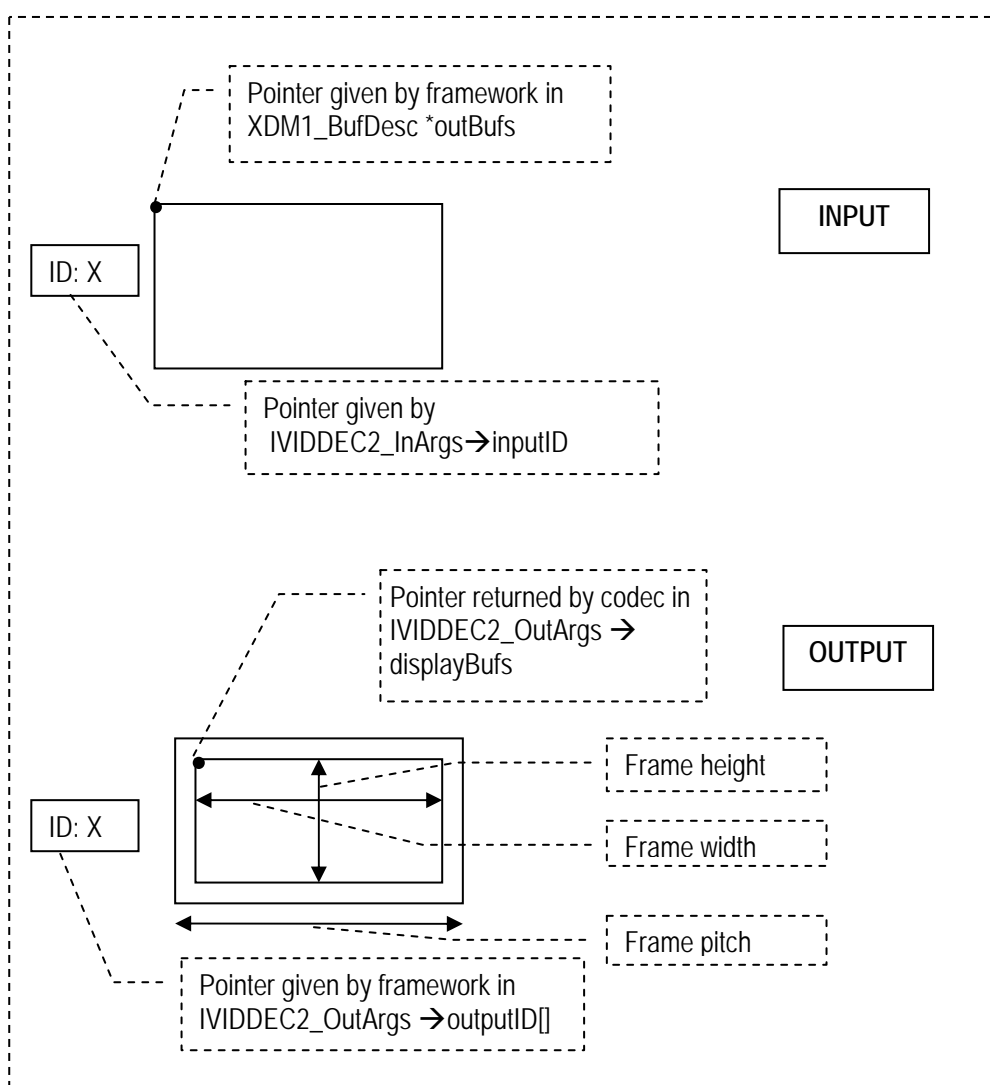 Pointer given by framework in
XDM1_BufDesc *outBufs
INPUT
ID: X
Pointer given by
IVIDDEC2_InArgs→inputID
Pointer returned by codec in
IVIDDEC2_OutArgs →
displayBufs
OUTPUT
Frame height
ID: X
Frame width
Frame pitch
Pointer given by framework in
IVIDDEC2_OutArgs →outputID[]